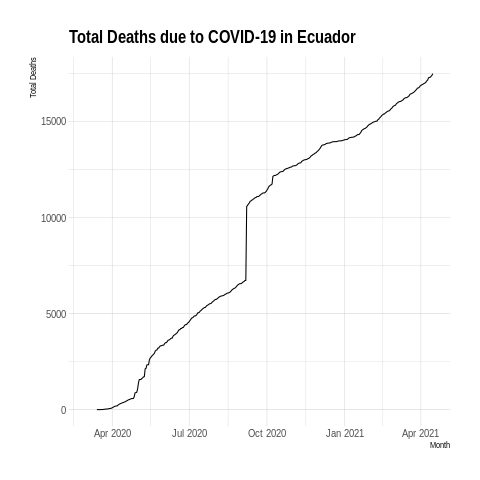 Total Deaths due to COVID-19 in Ecuador
Total Deaths
15000
10000
5000
0
Apr 2020 Jul 2020 Oct 2020 Jan 2021 Apr 2021
Month